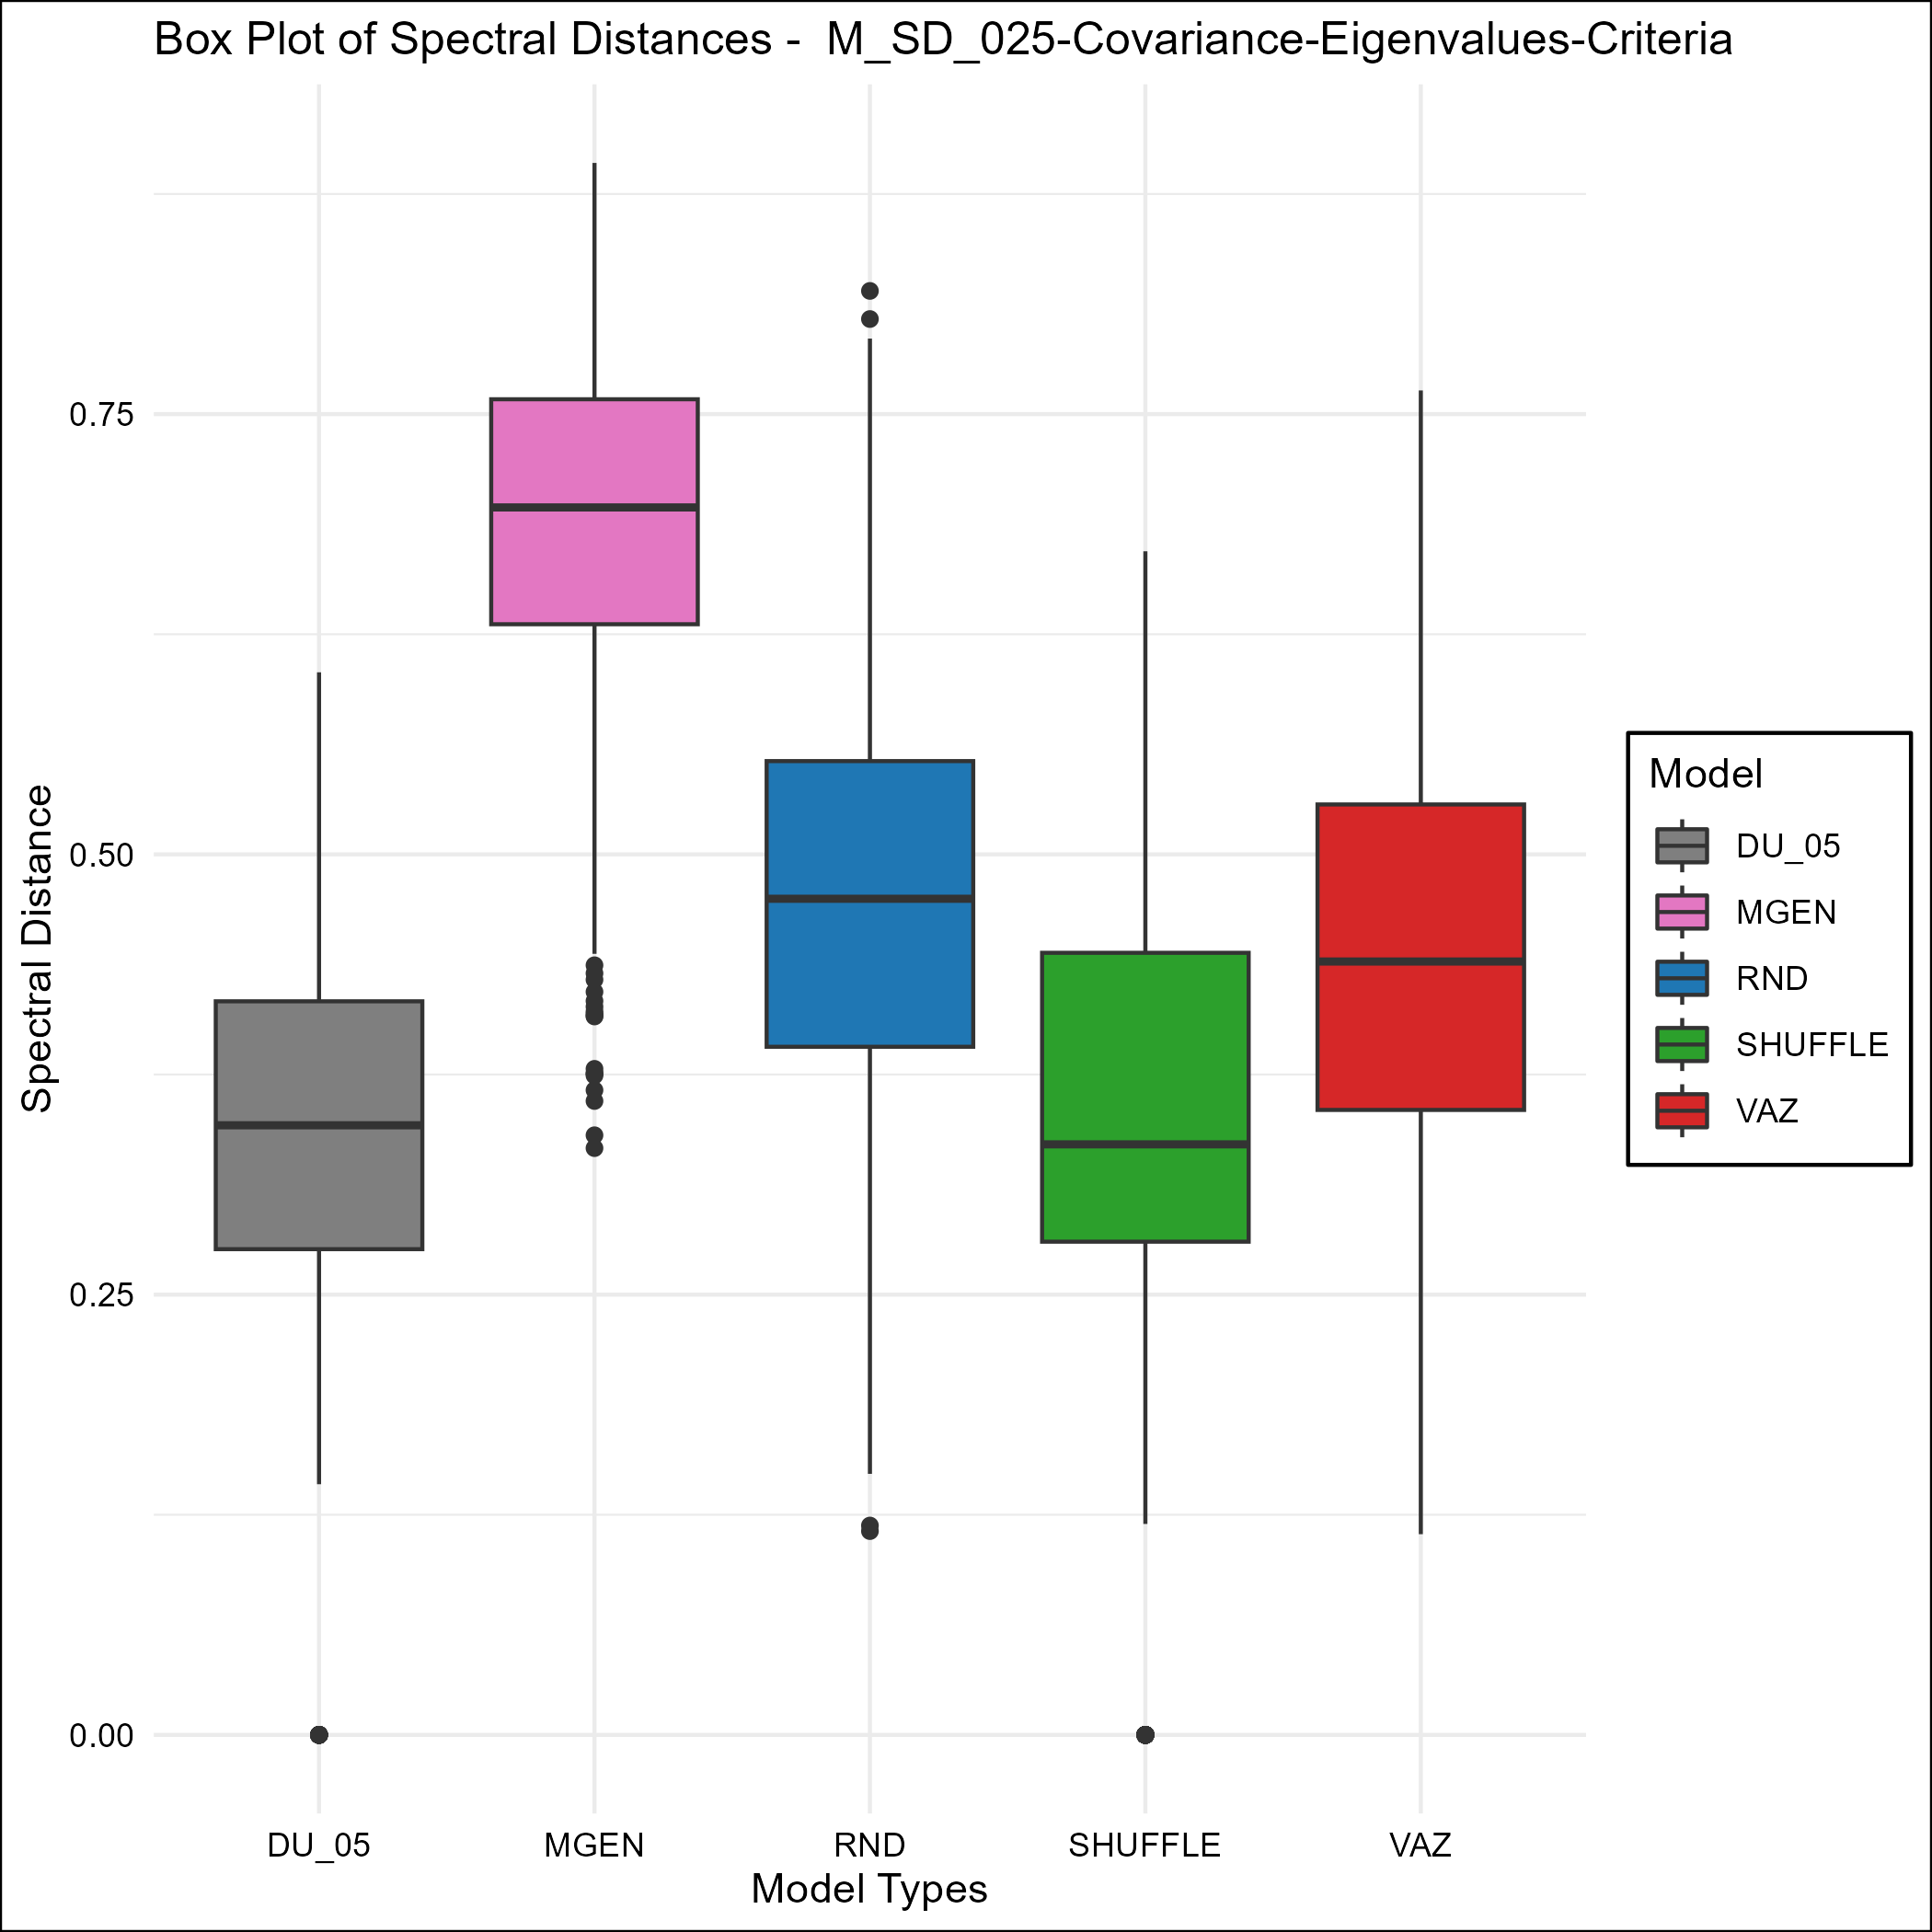 Box Plot of Spectral Distances -  M_SD_025-Covariance-Eigenvalues-Criteria
Spectral Distance
0.75
0.50
0.25
0.00
DU_05
MGEN
RND
SHUFFLE
VAZ
Model Types
Model
DU_05
MGEN
RND
SHUFFLE
VAZ